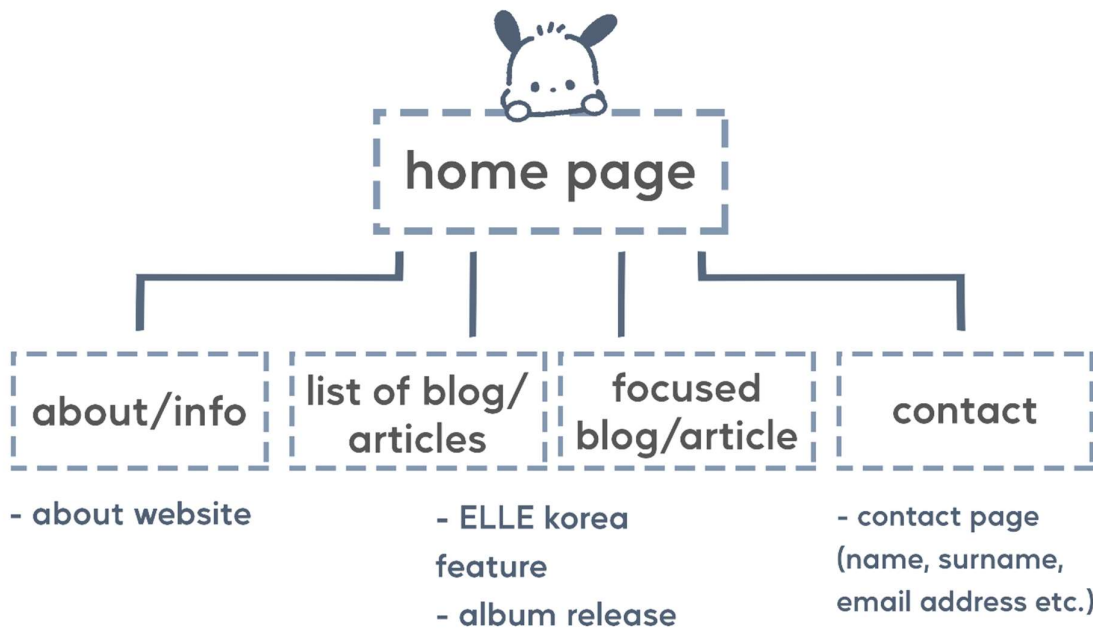 home page
about/info
list of blog/
articles
focused
blog/article
contact
- about website
- ELLE korea
feature
- album release
- contact page
(name, surname,
email address etc.)